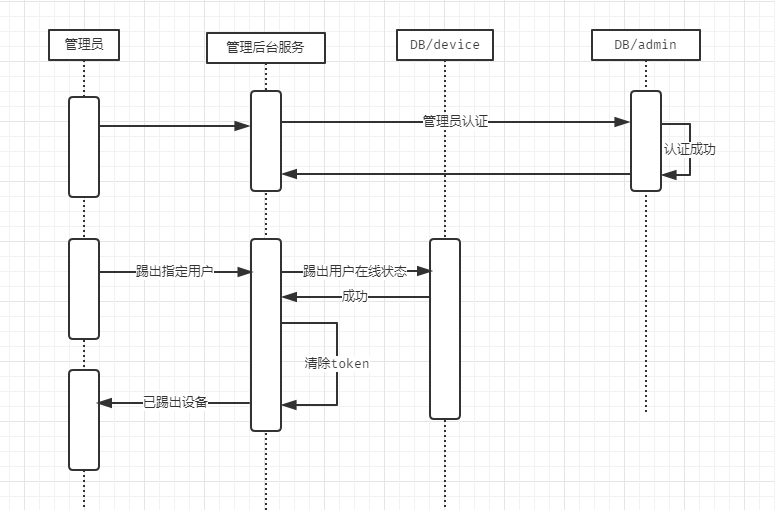 管理员
管理后台服务
DB/device
DB/admin
管理员认证
认证成功
踢出指定用户
踢出用户在线状态
成功
清除token
已踢出设备